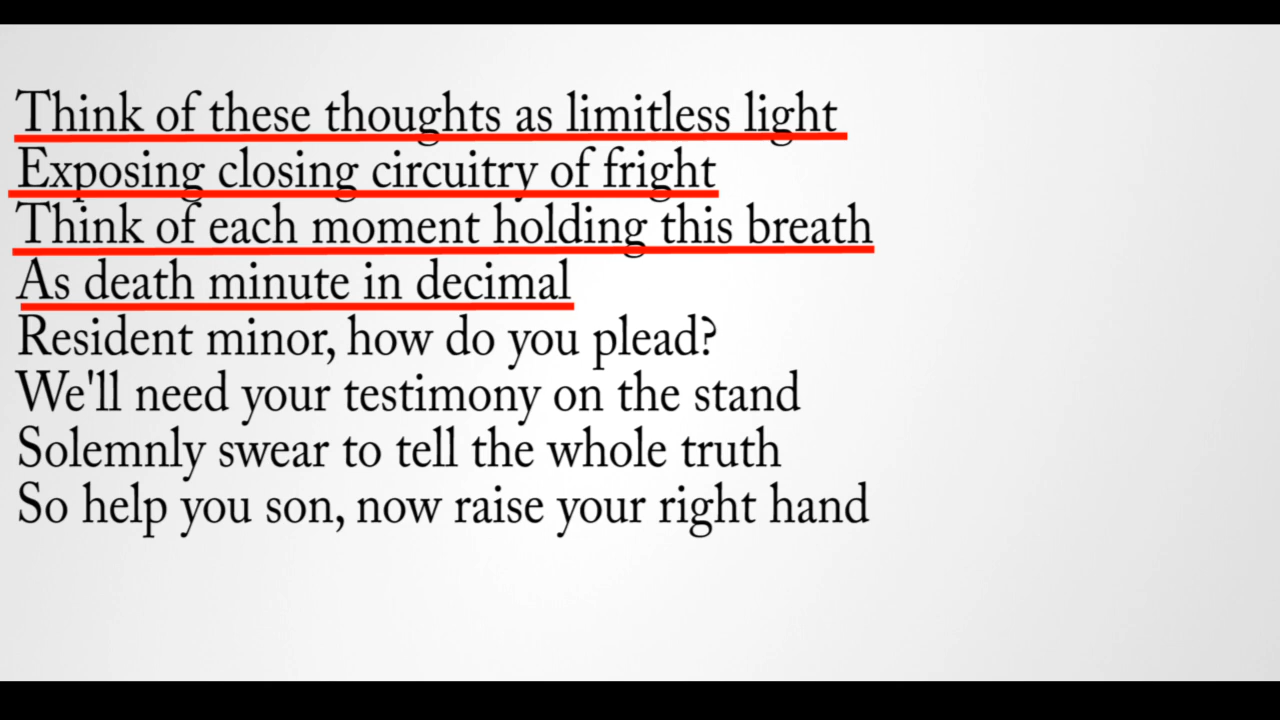 Think of these thoughts as limitless light
Exposing closing circuitry of fright
Think of each moment holding this breath
As death minute in decimal
Resident minor, how do you plead?
We'll need your testimony on the stand
Solemnly swear to tell the whole truth
So help you son, now raise your right hand